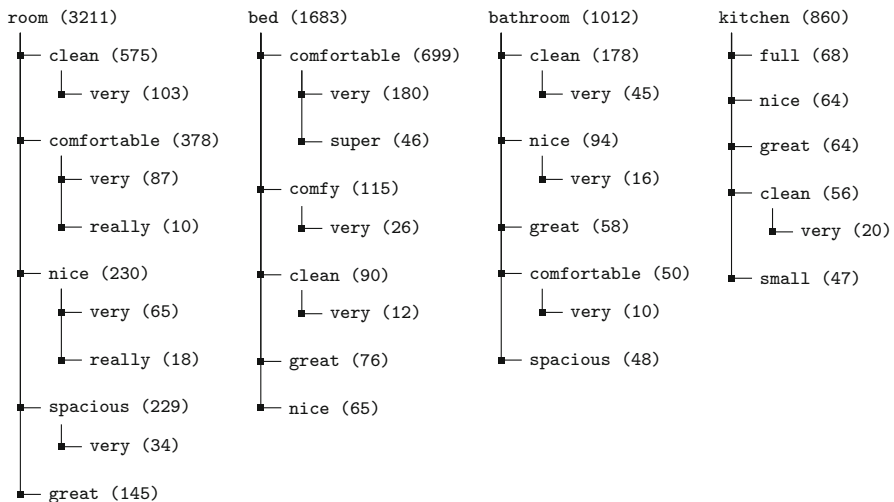 room (3211)
clean (575)
very (103)
comfortable (378)
very (87)
really (10)
nice (230)
very (65)
really (18)
spacious (229)
very (34)
great (145)
bed (1683)
comfortable (699)
very (180)
super (46)
comfy (115)
very (26)
clean (90)
very (12)
great (76)
nice (65)
bathroom (1012)
clean (178)
very (45)
nice (94)
very (16)
great (58)
comfortable (50)
very (10)
spacious (48)
kitchen (860)
full (68)
nice (64)
great (64)
clean (56)
very (20)
small (47)